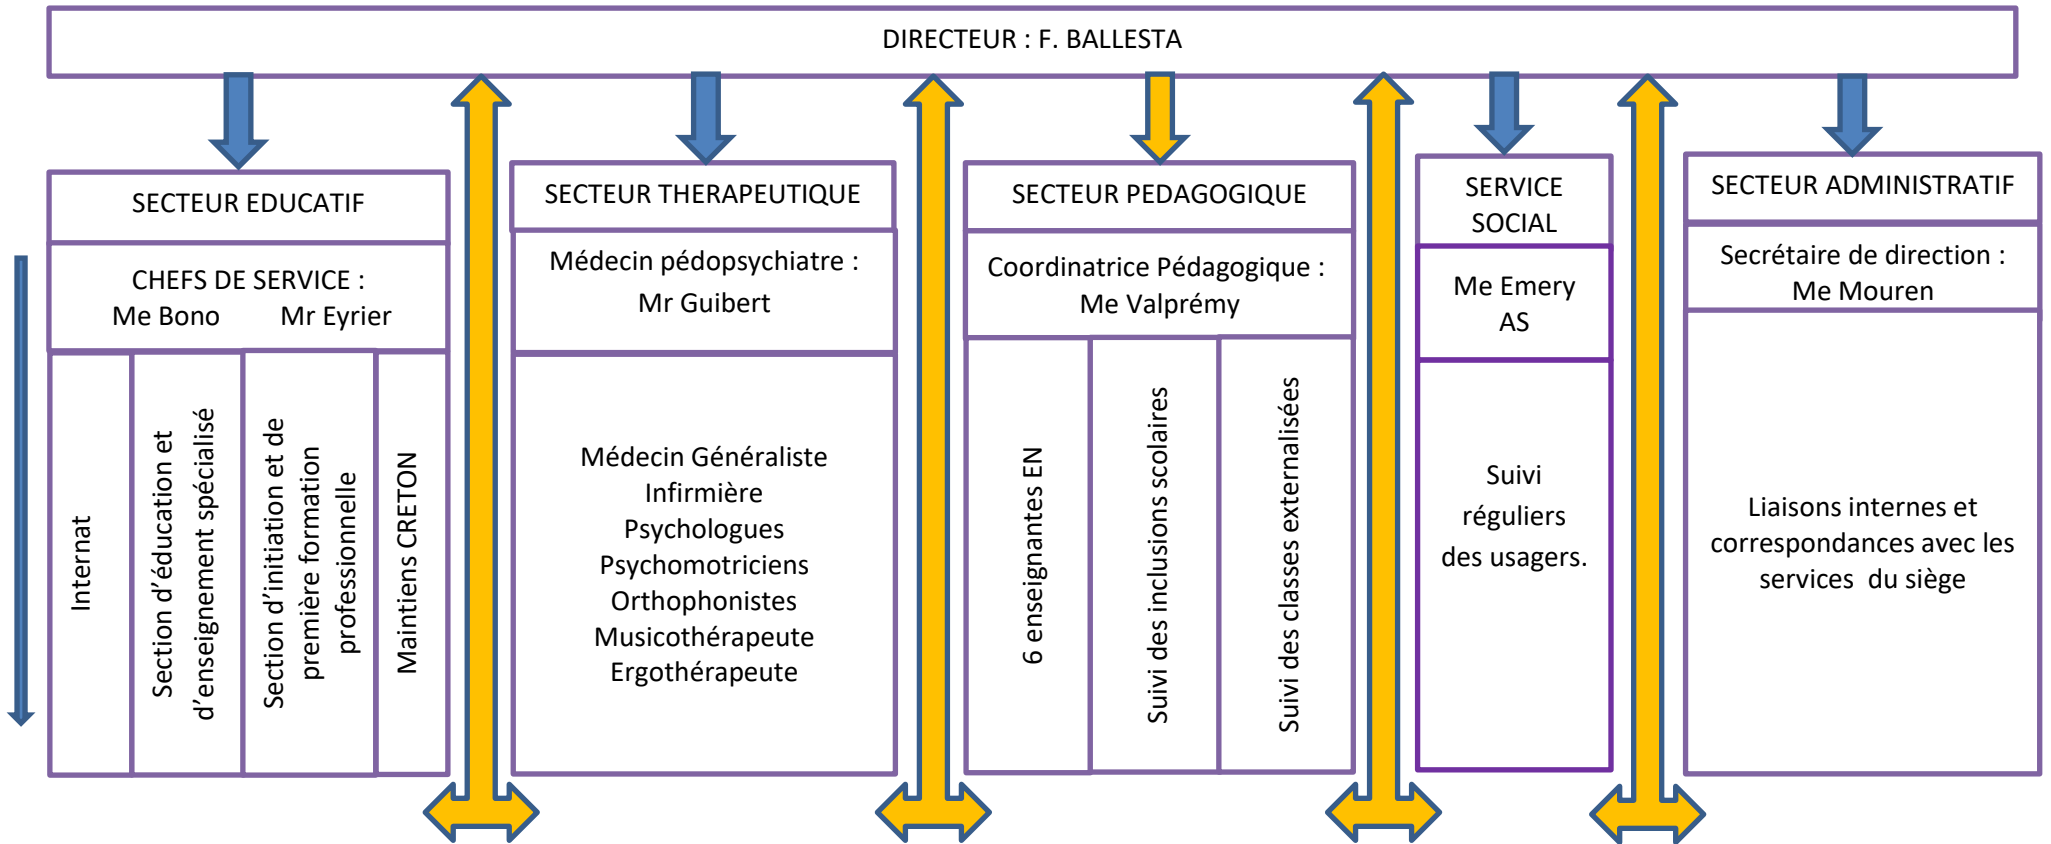 DIRECTEUR : F. BALLESTA
SECTEUR EDUCATIF
CHEFS DE SERVICE :
Me Bono Mr Eyrier
Internat
Section d’éducation et
d’enseignement spécialisé
Section d’initiation et de
première formation
professionnelle
Maintiens CRETON
SECTEUR THERAPEUTIQUE
Médecin pédopsychiatre :
Mr Guibert
Médecin Généraliste
Infirmière
Psychologues
Psychomotriciens
Orthophonistes
Musicothérapeute
Ergothérapeute
SECTEUR PEDAGOGIQUE
Coordinatrice Pédagogique :
Me Valprémy
6 enseignantes EN
Suivi des inclusions scolaires
Suivi des classes externalisées
SERVICE
SOCIAL
Me Emery
AS
Suivi
réguliers
des usagers.
SECTEUR ADMINISTRATIF
Secrétaire de direction :
Me Mouren
Liaisons internes et
correspondances avec les
services du siège